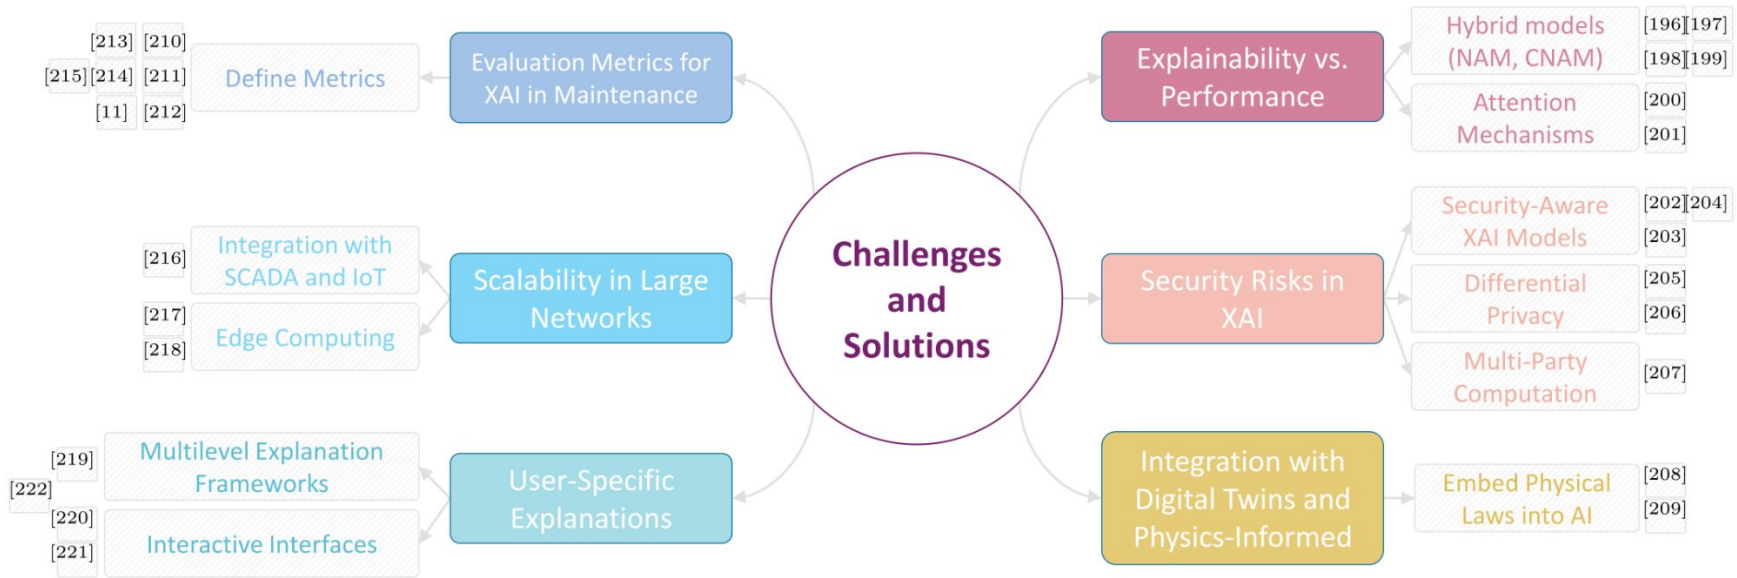 Challenges
and
Solutions
Evaluation Metrics for
XAI in Maintenance
Define Metrics
[213] [210]
[215][214] [211]
[11] [212]
Scalability in Large
Networks
Integration with
SCADA and IoT
[216]
Edge Computing
[217]
[218]
User-Specific
Explanations
Multilevel Explanation
Frameworks
[219]
[222]
Interactive Interfaces
[220]
[221]
Explainability vs.
Performance
Hybrid models
(NAM, CNAM)
[196][197]
[198][199]
Attention
Mechanisms
[200]
[201]
Security Risks in
XAI
Security-Aware
XAI Models
[202][204]
[203]
Differential
Privacy
[205]
[206]
Multi-Party
Computation
[207]
Integration with
Digital Twins and
Physics-Informed
Embed Physical
Laws into AI
[208]
[209]